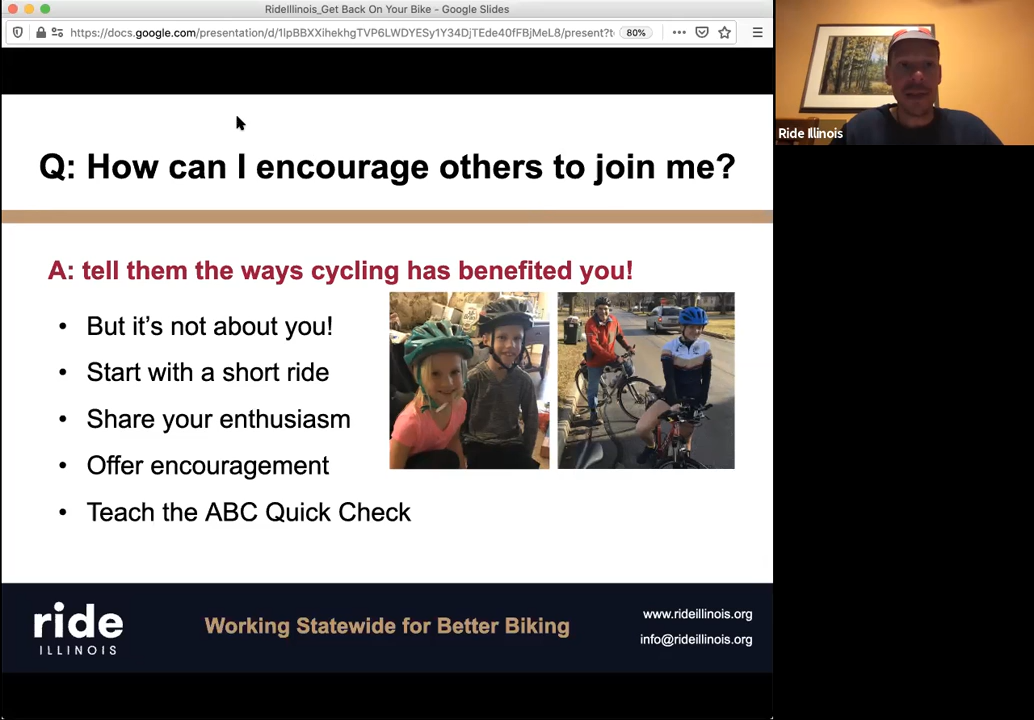 RideIllinois_Get Back On Your Bike - Google Slides
https://docs.google.com/presentation/d/1IpBBXXihekhgTVP6LWDYESy1Y34DjTEde40fFBjMeL8/present?t
80%
Ride Illinois
Q: How can I encourage others to join me?
A: tell them the ways cycling has benefited you!
• But it’s not about you!
• Start with a short ride
• Share your enthusiasm
• Offer encouragement
• Teach the ABC Quick Check
ride
ILLINOIS
Working Statewide for Better Biking
www.rideillinois.org
info@rideillinois.org